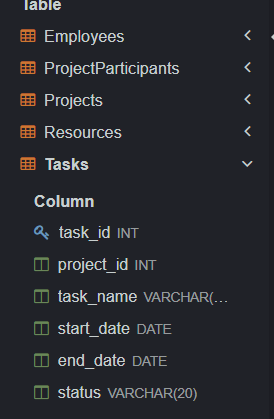 Table
Employees
ProjectParticipants
Projects
Resources
Tasks
Column
task_id INT
project_id INT
task_name VARCHAR(…
start_date DATE
end_date DATE
status VARCHAR(20)